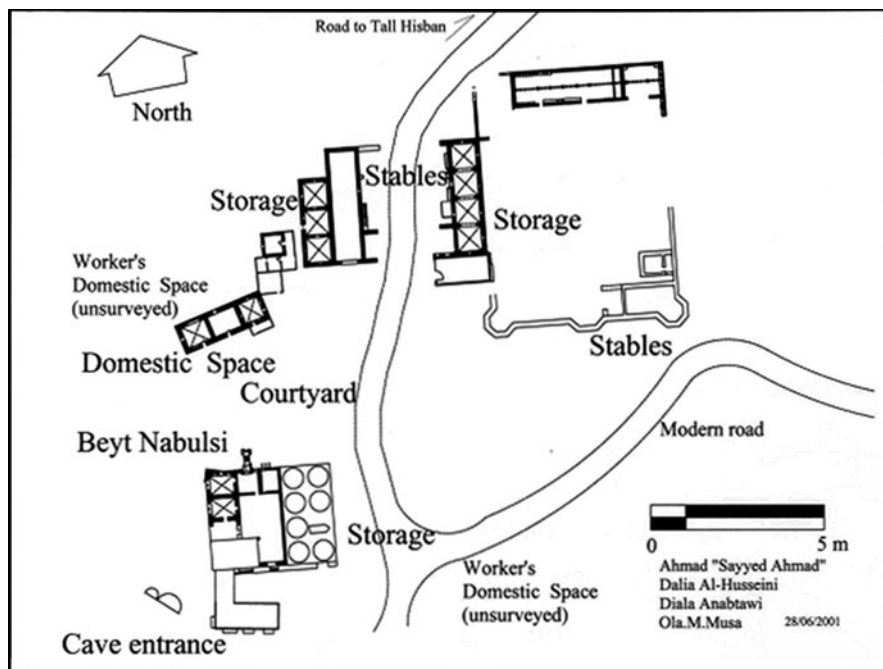 Road to Tall Hisban
North
Stables
Storage
Storage
Worker's
Domestic Space
(unsurveyed)
Stables
Domestic Space
Courtyard
Modern road
Beyt Nabulsi
Storage
0 5 m
Worker's
Domestic Space
(unsurveyed)
Ahmad "Sayyed Ahmad"
Dalia Al-Husseini
Diala Anabtawi
Ola.M.Musa 28/06/2001
Cave entrance